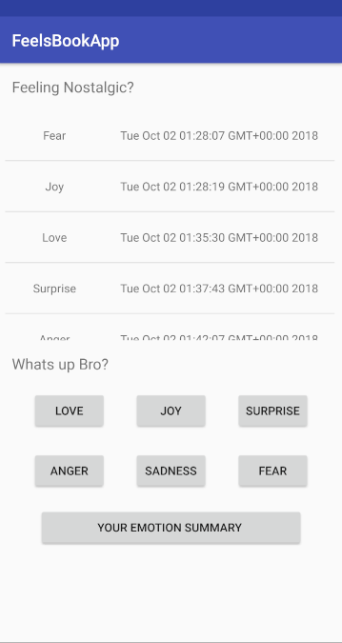 FeelsBookApp
Feeling Nostalgic?
Fear Tue Oct 02 01:28:07 GMT+00:00 2018
Joy Tue Oct 02 01:28:19 GMT+00:00 2018
Love Tue Oct 02 01:35:30 GMT+00:00 2018
Surprise Tue Oct 02 01:37:43 GMT+00:00 2018
Anger Tue Oct 02 01:42:07 GMT+00:00 2018
Whats up Bro?
LOVE JOY SURPRISE
ANGER SADNESS FEAR
YOUR EMOTION SUMMARY